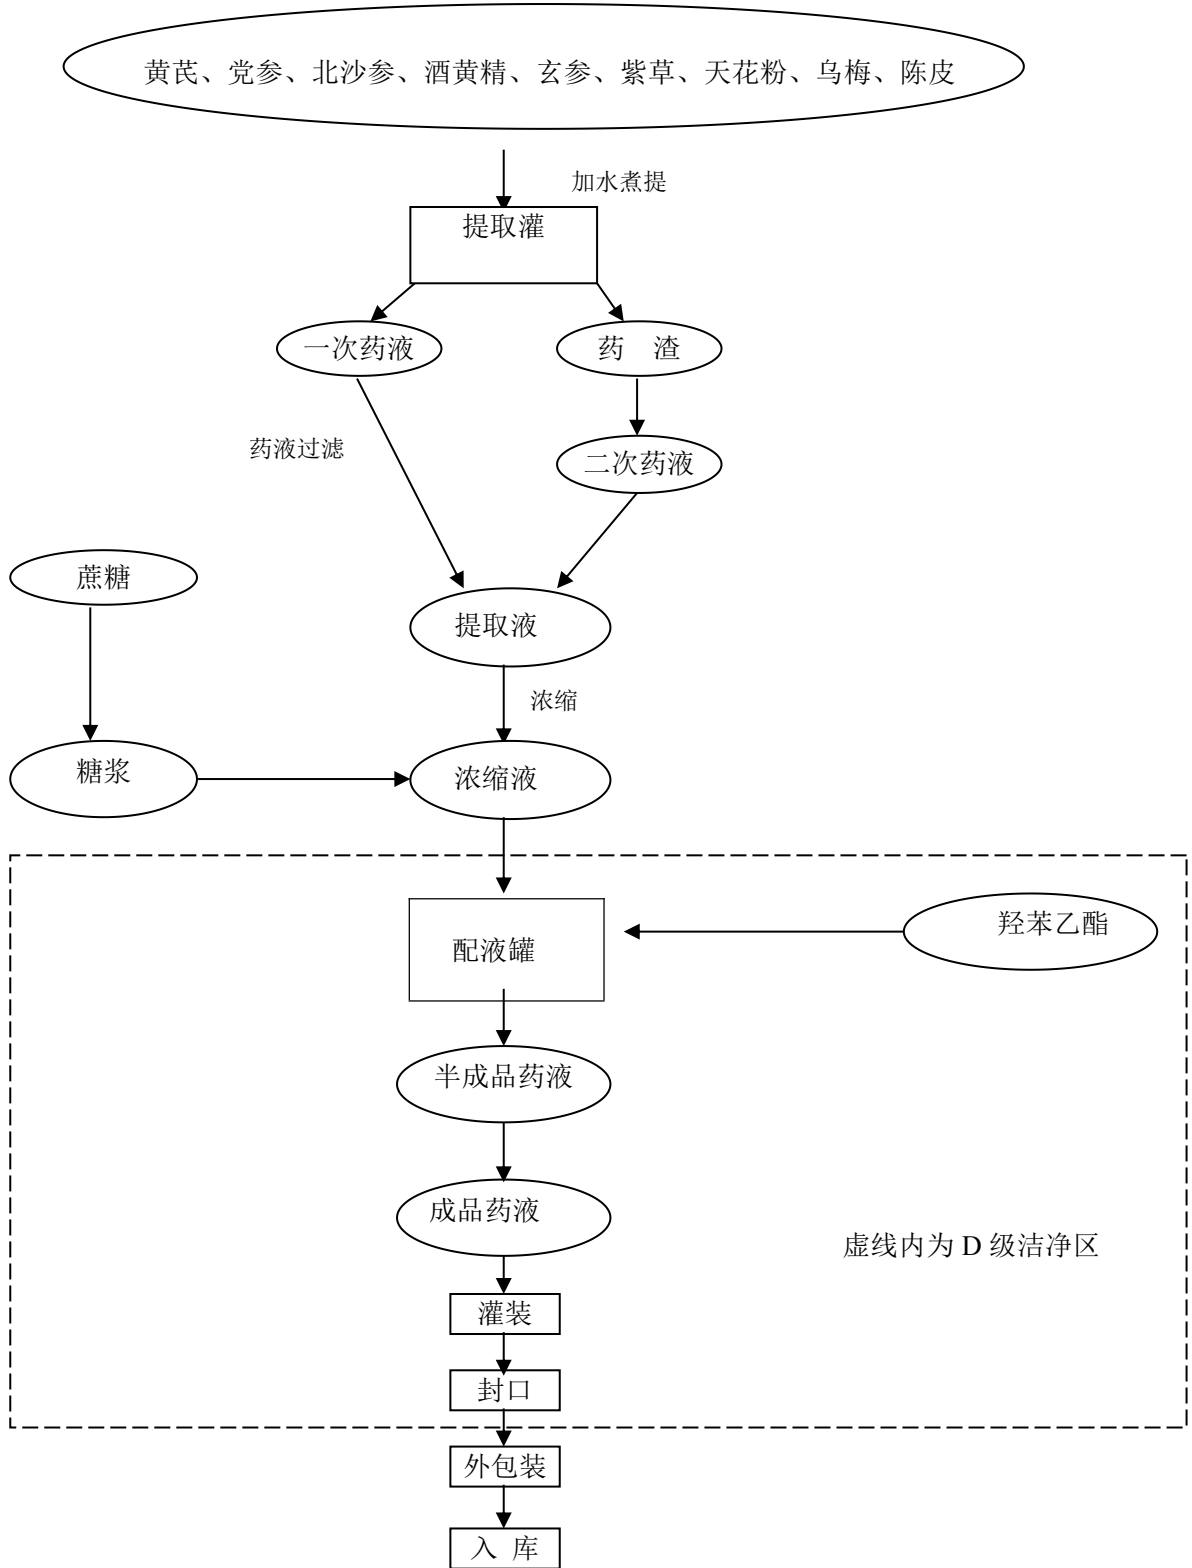 黄芪、党参、北沙参、酒黄精、玄参、紫草、天花粉、乌梅、陈皮
加水煮提
提取灌
一次药液
药 渣
药液过滤
二次药液
蔗糖
提取液
浓缩
糖浆
浓缩液
羟苯乙酯
配液罐
半成品药液
成品药液
虚线内为 D 级洁净区
灌装
封口
外包装
入 库